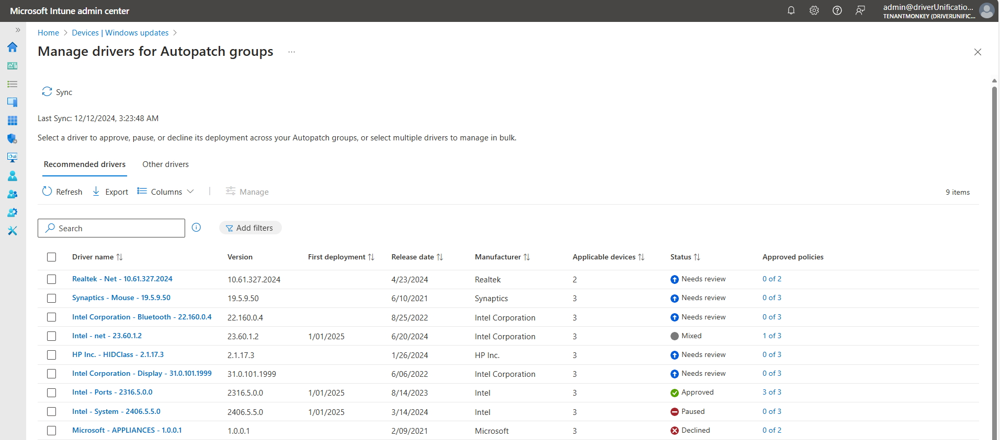 Microsoft Intune admin center
admin@driverUnificatio...
TENANTMONKEY (DRIVERUNIFIC...
Home > Devices | Windows updates >
Manage drivers for Autopatch groups ...
Sync
Last Sync: 12/12/2024, 3:23:48 AM
Select a driver to approve, pause, or decline its deployment across your Autopatch groups, or select multiple drivers to manage in bulk.
Recommended drivers Other drivers
Refresh Export Columns | Manage 9 items
Search Add filters
Driver name Version First deployment Release date Manufacturer Applicable devices Status Approved policies
Realtek - Net - 10.61.327.2024 10.61.327.2024 4/23/2024 Realtek 2 Needs review 0 of 2
Synaptics - Mouse - 19.5.9.50 19.5.9.50 6/10/2021 Synaptics 3 Needs review 0 of 3
Intel Corporation - Bluetooth - 22.160.0.4 22.160.0.4 8/25/2022 Intel Corporation 3 Needs review 0 of 3
Intel - net - 23.60.1.2 23.60.1.2 1/01/2025 6/20/2024 Intel Corporation 3 Mixed 1 of 3
HP Inc. - HIDClass - 2.1.17.3 2.1.17.3 1/26/2024 HP Inc. 3 Needs review 0 of 3
Intel Corporation - Display - 31.0.101.1999 31.0.101.1999 6/06/2022 Intel Corporation 3 Needs review 0 of 3
Intel - Ports - 2316.5.0.0 2316.5.0.0 1/01/2025 8/14/2023 Intel 3 Approved 3 of 3
Intel - System - 2406.5.5.0 2406.5.5.0 1/01/2025 3/14/2024 Intel 3 Paused 0 of 3
Microsoft - APPLIANCES - 1.0.0.1 1.0.0.1 2/09/2021 Microsoft 3 Declined 0 of 2